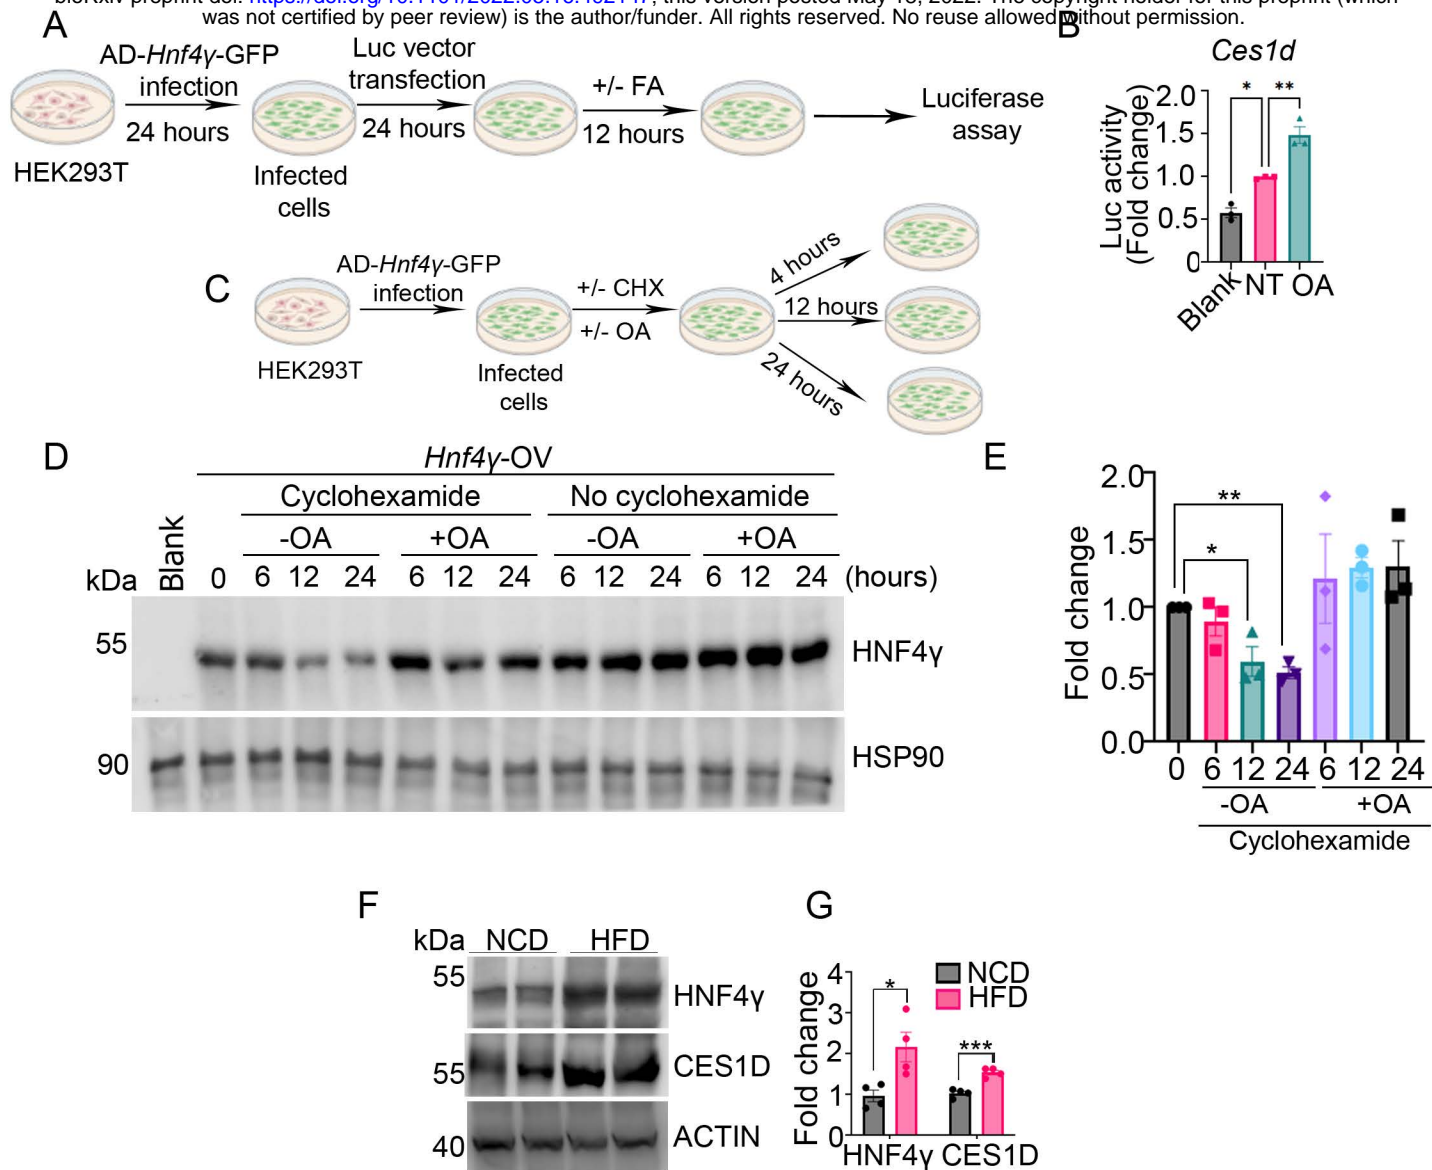 was not certified by peer review) is the author/funder. All rights reserved. No reuse allowed without permission.
A
AD-Hnf4γ-GFP
infection
24 hours
HEK293T
Infected
cells
Luc vector
transfection
24 hours
+/- FA
12 hours
Luciferase
assay
B
Ces1d
Luc activity
(Fold change)
2.0
1.5
1.0
0.5
0
* **
Blank NT OA
C
HEK293T
AD-Hnf4γ-GFP
infection
Infected
cells
+/- CHX
+/- OA
4 hours
12 hours
24 hours
D
Hnf4γ-OV
Cyclohexamide No cyclohexamide
-OA +OA -OA +OA
kDa Blank 0 6 12 24 6 12 24 6 12 24 6 12 24 (hours)
55 HNF4γ
90 HSP90
E
Fold change
2.0
1.5
1.0
0.5
0.0
**
*
0 6 12 24 6 12 24
-OA +OA
Cyclohexamide
F
kDa NCD HFD
55 HNF4γ
55 CES1D
40 ACTIN
G
Fold change
4
3
2
1
0
NCD
HFD
*
***
HNF4γ CES1D